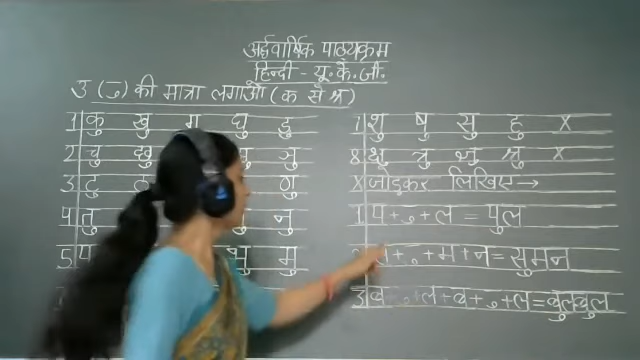 अर्द्धवार्षिक पाठ्यक्रम
हिन्दी - यू. के. जी.
उ ( ु) की मात्रा लगाओ (क से श्र)
1 कु खु ग घु ङु
2 चु छु ञु
3 टु णु
4 तु नु
5 भु मु
7 शु षु सु हु x
8 क्षु त्रु ज्ञु श्रु x
x जोड़कर लिखिए →
1 प + ु + ल = पुल
+ ु + म + न = सुमन
3 ब + ु + ल + ब + ु + ल = बुलबुल